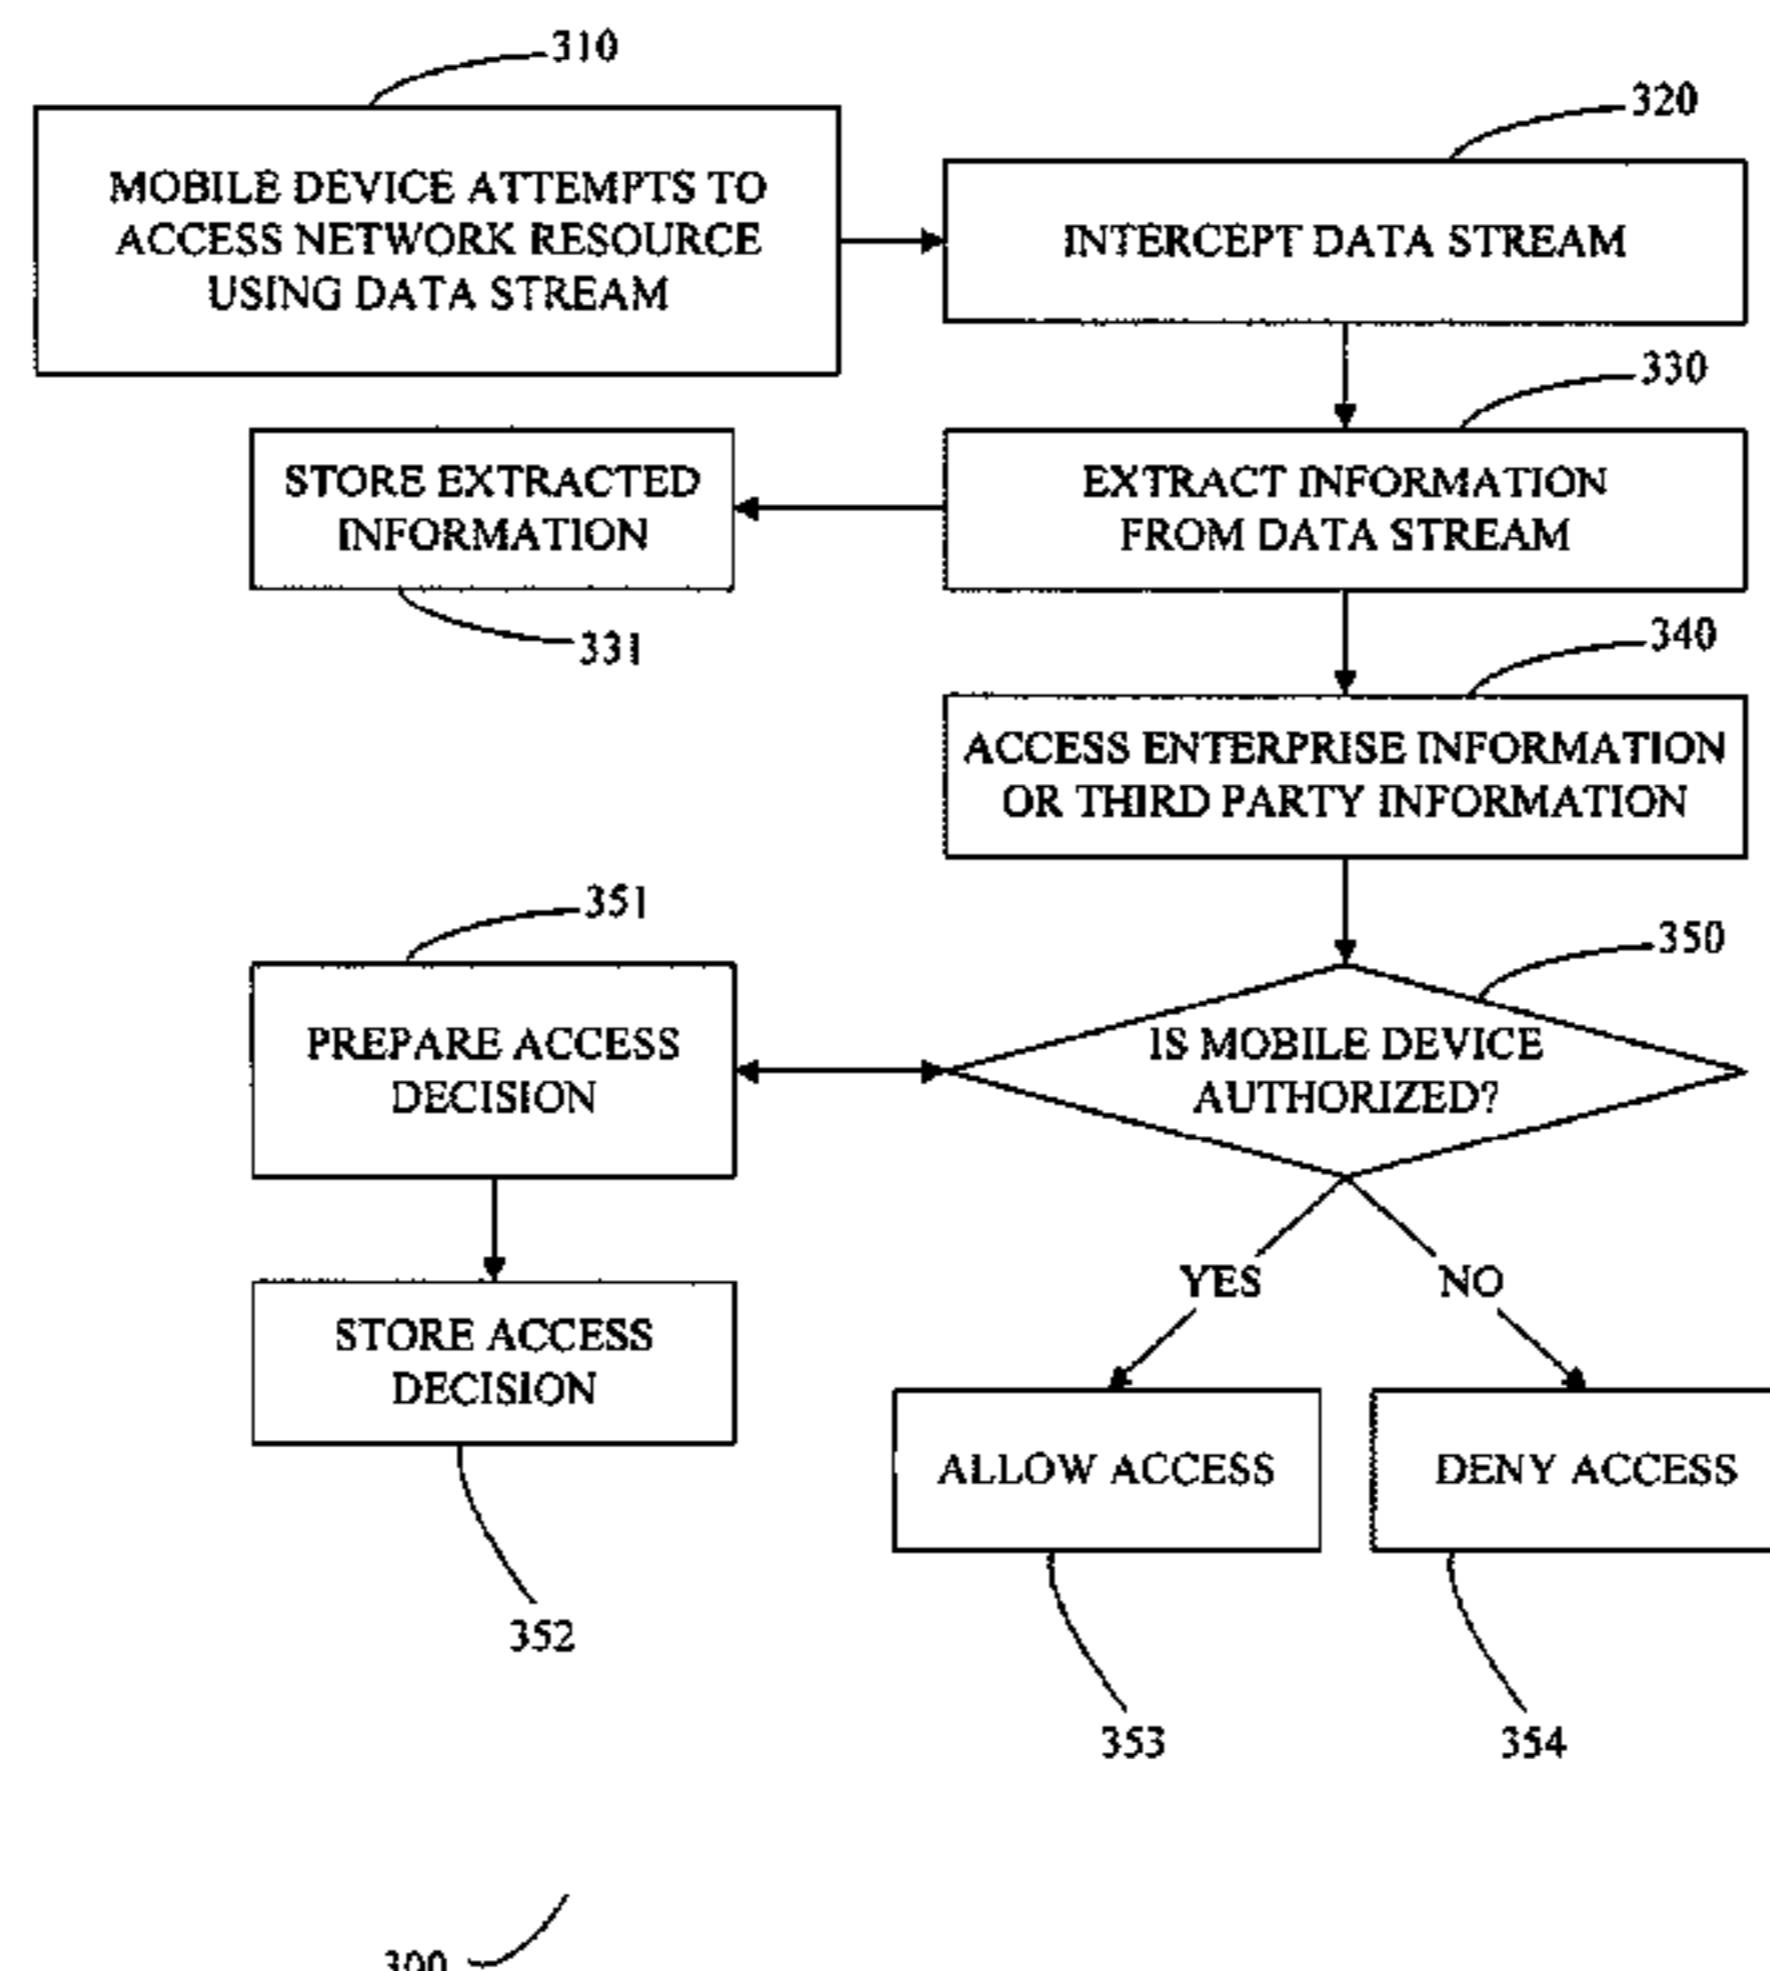 310
320
MOBILE DEVICE ATTEMPTS TO
ACCESS NETWORK RESOURCE
USING DATA STREAM
INTERCEPT DATA STREAM
330
STORE EXTRACTED
INFORMATION
EXTRACT INFORMATION
FROM DATA STREAM
331
340
ACCESS ENTERPRISE INFORMATION
OR THIRD PARTY INFORMATION
351
350
PREPARE ACCESS
DECISION
IS MOBILE DEVICE
AUTHORIZED?
YES
NO
STORE ACCESS
DECISION
ALLOW ACCESS
DENY ACCESS
352
353
354
300